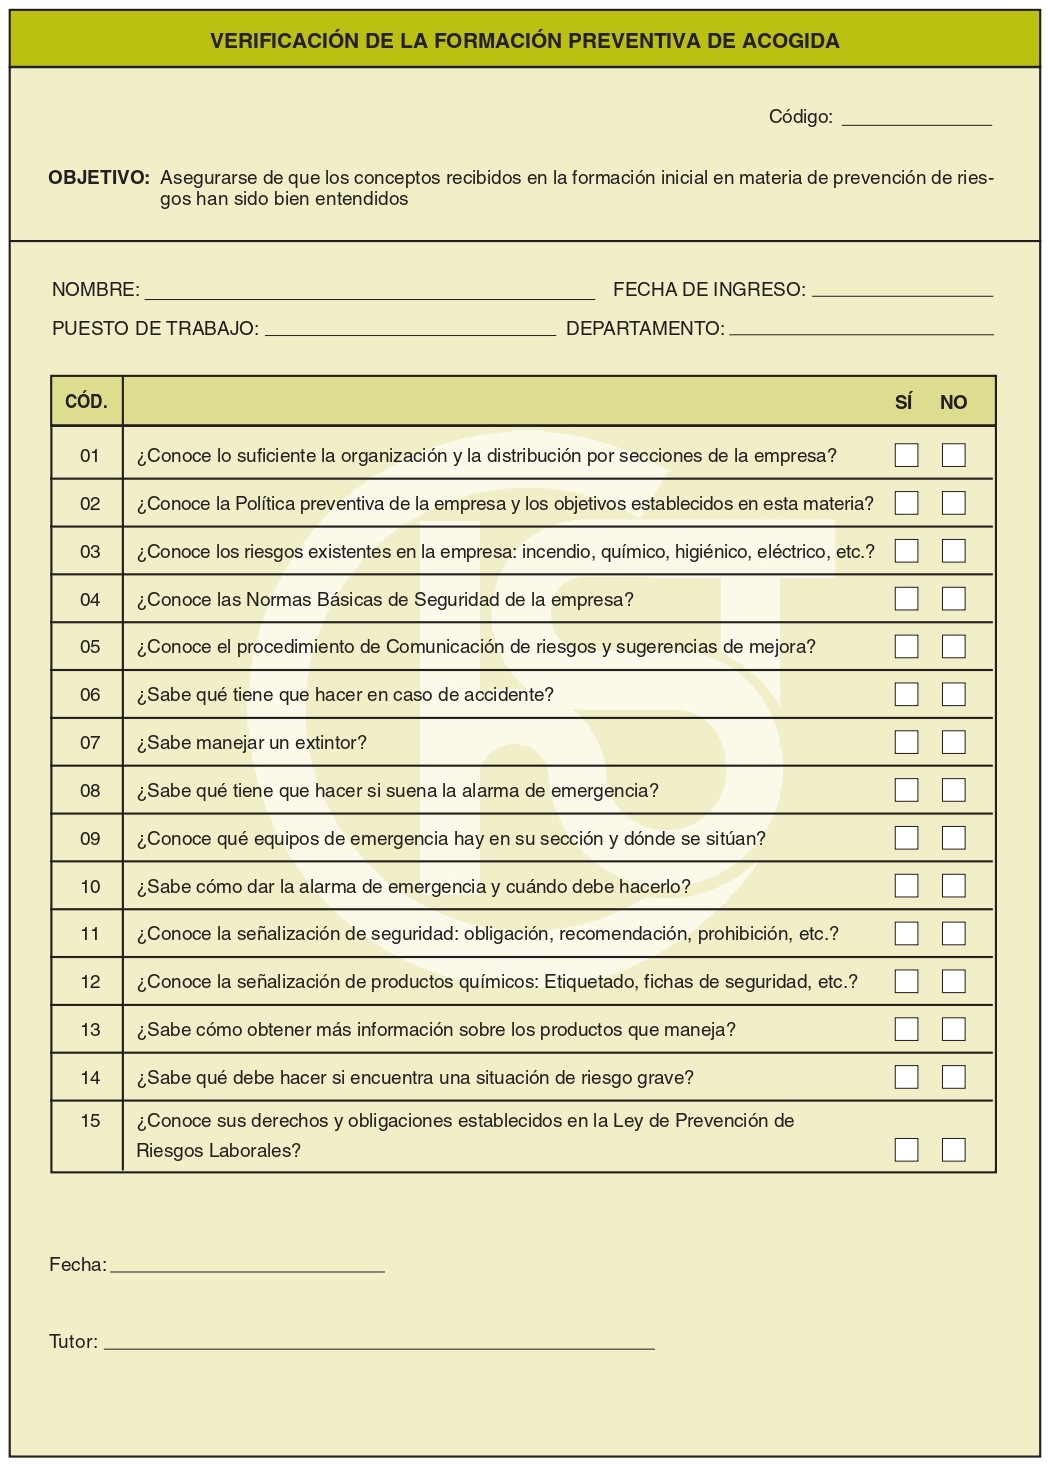 VERIFICACIÓN DE LA FORMACIÓN PREVENTIVA DE ACOGIDA
Código:
OBJETIVO: Asegurarse de que los conceptos recibidos en la formación inicial en materia de prevención de ries-
gos han sido bien entendidos
NOMBRE: FECHA DE INGRESO:
PUESTO DE TRABAJO: DEPARTAMENTO:
CÓD. SÍ NO
01 ¿Conoce lo suficiente la organización y la distribución por secciones de la empresa?
02 ¿Conoce la Política preventiva de la empresa y los objetivos establecidos en esta materia?
03 ¿Conoce los riesgos existentes en la empresa: incendio, químico, higiénico, eléctrico, etc.?
04 ¿Conoce las Normas Básicas de Seguridad de la empresa?
05 ¿Conoce el procedimiento de Comunicación de riesgos y sugerencias de mejora?
06 ¿Sabe qué tiene que hacer en caso de accidente?
07 ¿Sabe manejar un extintor?
08 ¿Sabe qué tiene que hacer si suena la alarma de emergencia?
09 ¿Conoce qué equipos de emergencia hay en su sección y dónde se sitúan?
10 ¿Sabe cómo dar la alarma de emergencia y cuándo debe hacerlo?
11 ¿Conoce la señalización de seguridad: obligación, recomendación, prohibición, etc.?
12 ¿Conoce la señalización de productos químicos: Etiquetado, fichas de seguridad, etc.?
13 ¿Sabe cómo obtener más información sobre los productos que maneja?
14 ¿Sabe qué debe hacer si encuentra una situación de riesgo grave?
15 ¿Conoce sus derechos y obligaciones establecidos en la Ley de Prevención de
Riesgos Laborales?
Fecha:
Tutor: